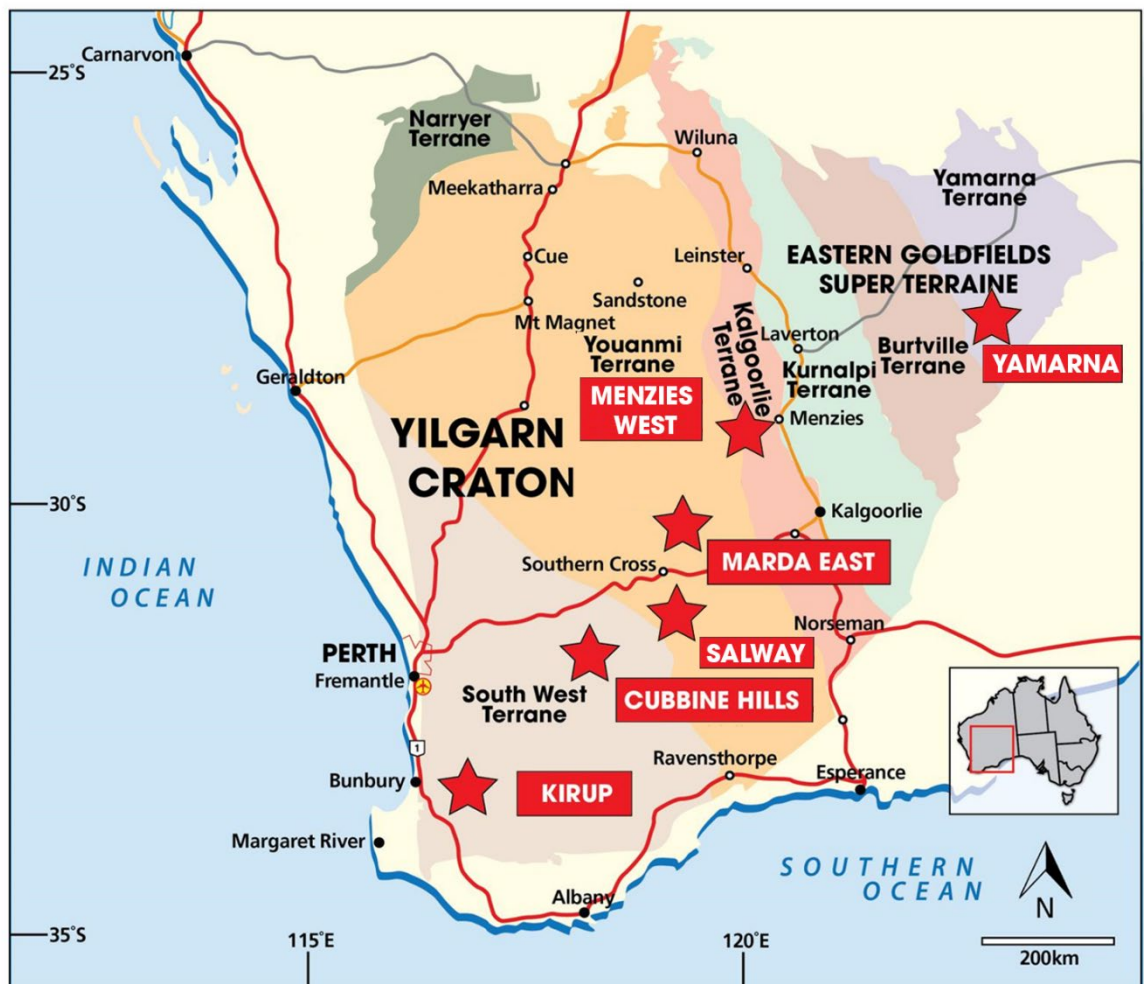 Carnarvon
25°S
Narryer
Terrane
Wiluna
Meekatharra
Yamarna
Terrane
Cue
Leinster
EASTERN GOLDFIELDS
SUPER TERRAINE
Sandstone
Mt Magnet
Youanmi
Terrane
Kalgoorlie
Terrane
Laverton
Kurnalpi
Terrane
Burtville
Terrane
YAMARNA
Geraldton
MENZIES
WEST
Menzies
YILGARN
CRATON
30°S
Kalgoorlie
INDIAN
OCEAN
Southern Cross
MARDA EAST
Norseman
PERTH
Fremantle
SALWAY
South West
Terrane
CUBBINE HILLS
1
Ravensthorpe
Esperance
Bunbury
KIRUP
Margaret River
SOUTHERN
OCEAN
Albany
N
35°S
115°E
120°E
200km